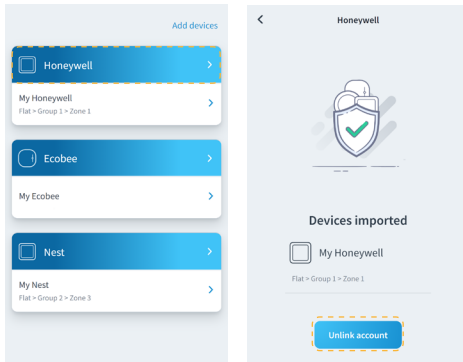 Add devices
Honeywell
My Honeywell
Flat > Group 1 > Zone 1
Ecobee
My Ecobee
Nest
My Nest
Flat > Group 2 > Zone 3
Honeywell
Devices imported
My Honeywell
Flat > Group 1 > Zone 1
Unlink account